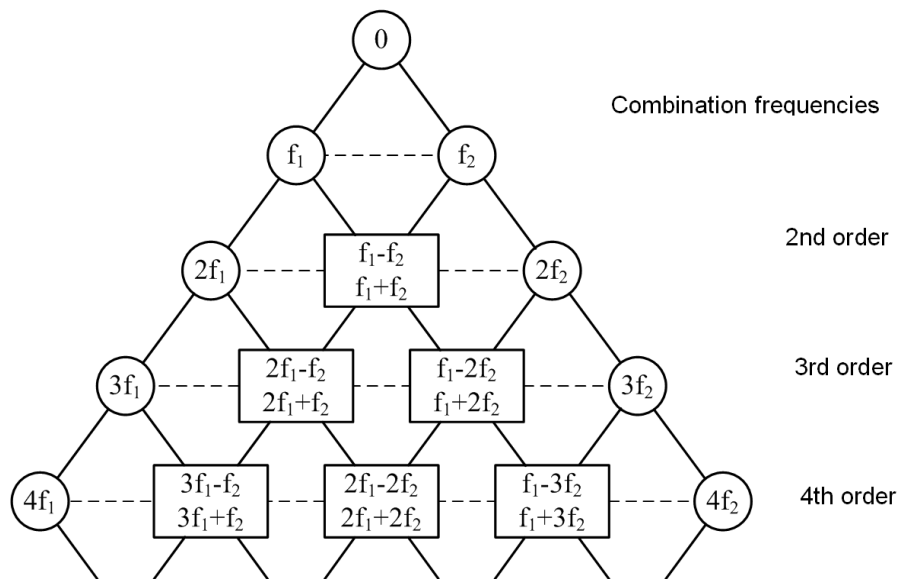 0
Combination frequencies
f₁ f₂
2nd order
2f₁ f₁-f₂ 2f₂
f₁+f₂
3rd order
3f₁ 2f₁-f₂ f₁-2f₂ 3f₂
2f₁+f₂ f₁+2f₂
4th order
4f₁ 3f₁-f₂ 2f₁-2f₂ f₁-3f₂ 4f₂
3f₁+f₂ 2f₁+2f₂ f₁+3f₂